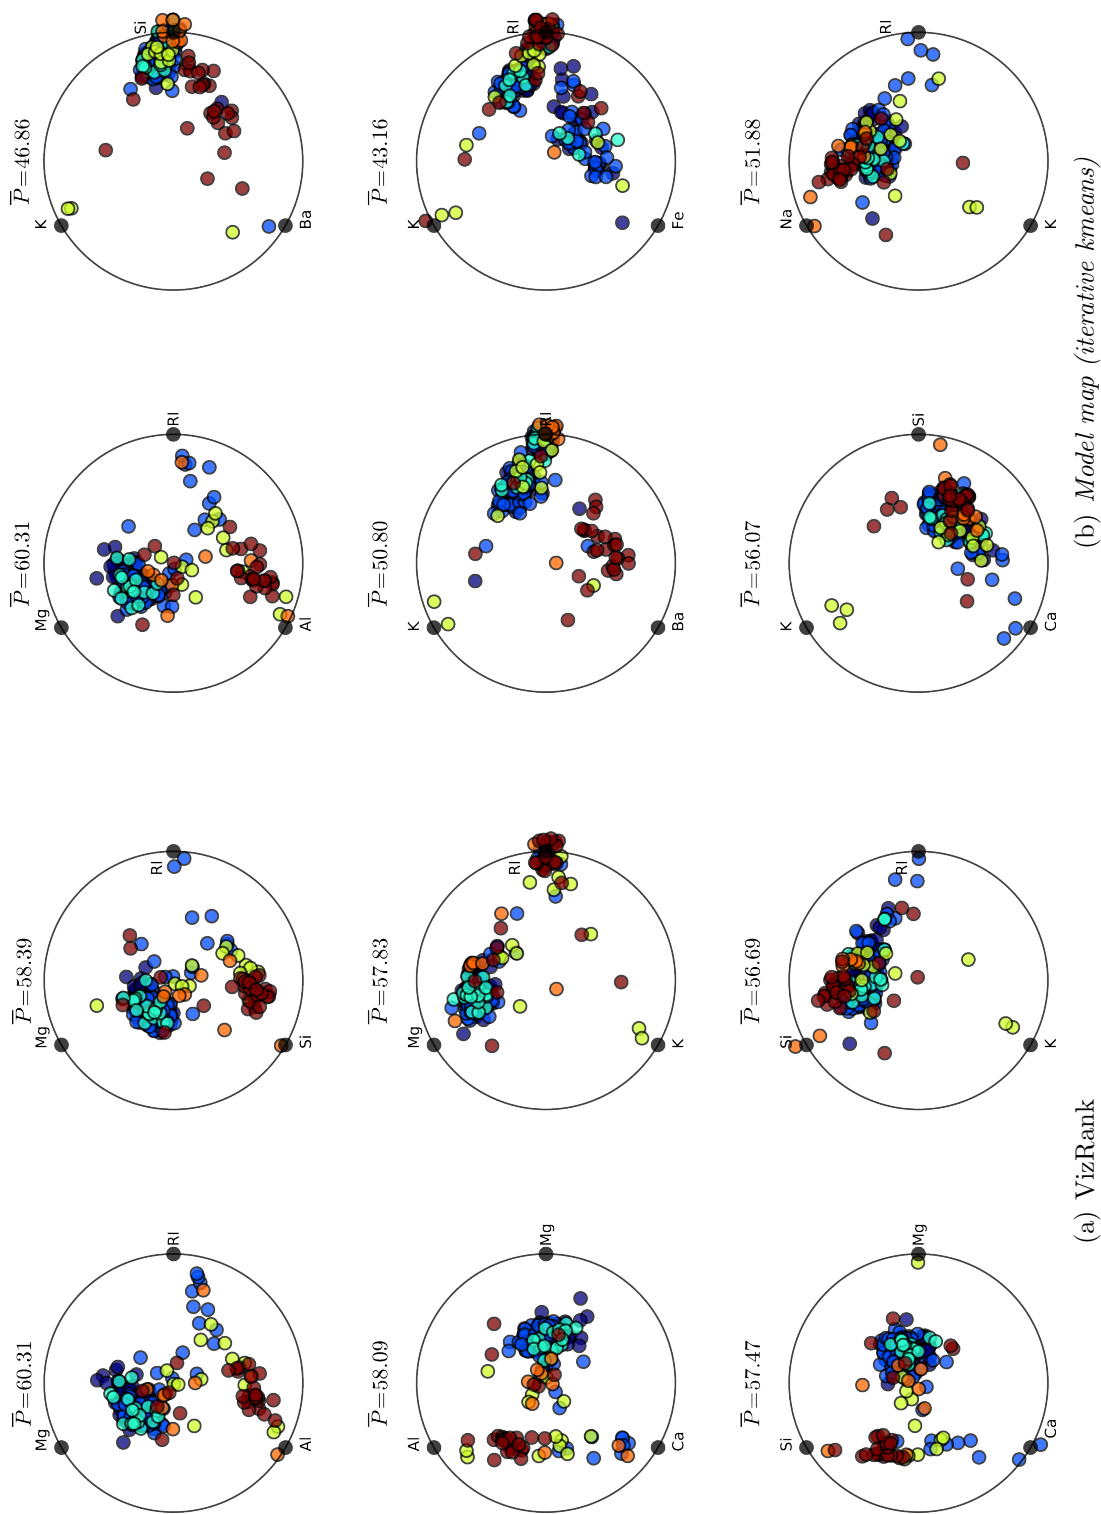 P̅=60.31
Mg
RI
Al
P̅=58.39
Mg
RI
Si
P̅=58.09
Al
Mg
Ca
P̅=57.83
Mg
RI
K
P̅=57.47
Si
Mg
Ca
P̅=56.69
Si
RI
K
(a) VizRank
P̅=60.31
Mg
RI
Al
P̅=46.86
K
Si
Ba
P̅=50.80
K
RI
Ba
P̅=43.16
K
RI
Fe
P̅=56.07
K
Si
Ca
P̅=51.88
Na
RI
K
(b) Model map (iterative kmeans)